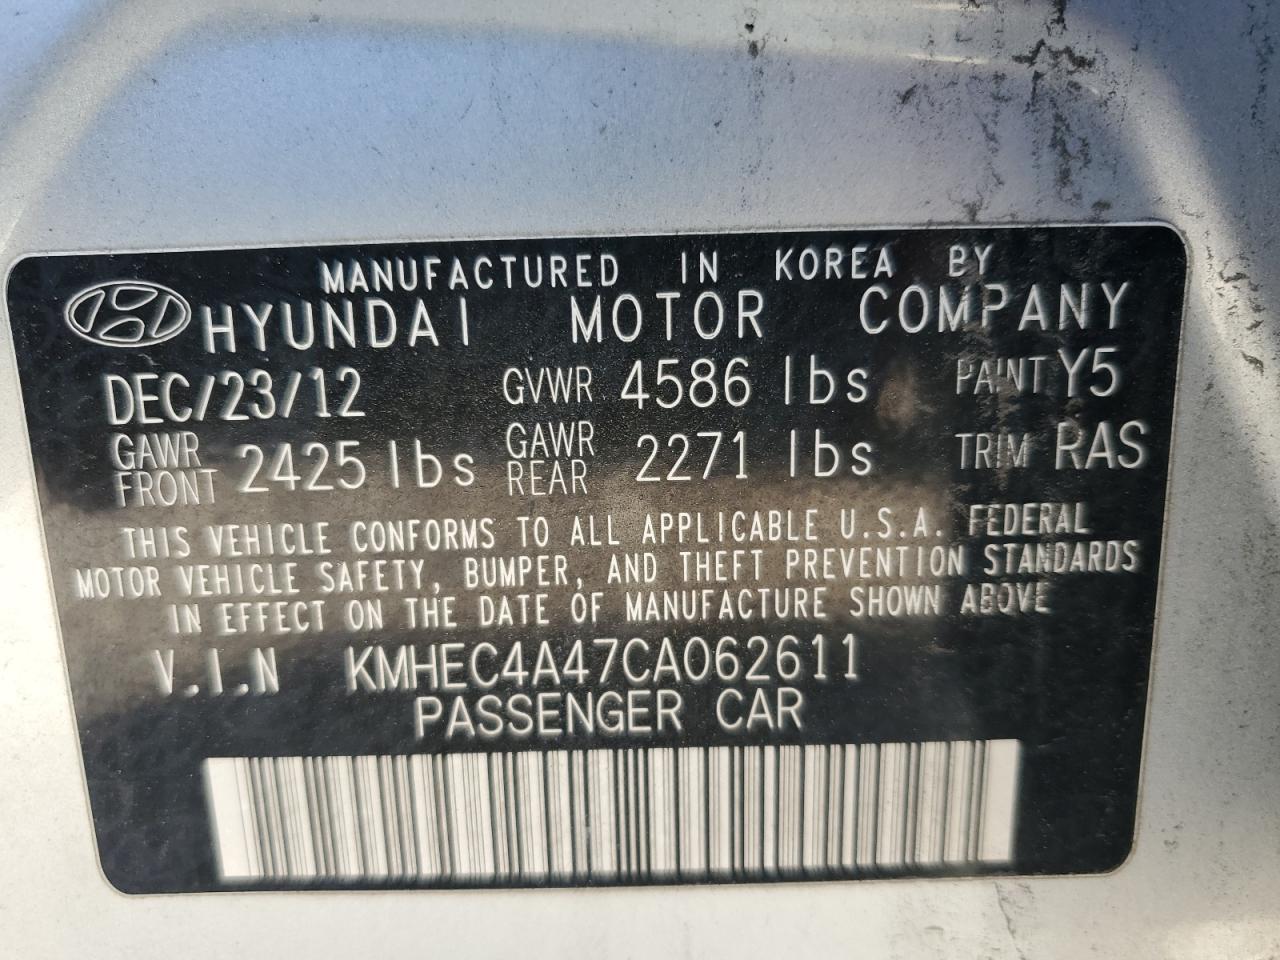 MANUFACTURED IN KOREA BY
HYUNDAI MOTOR COMPANY
DEC/23/12 GVWR 4586 lbs PAINT Y5
GAWR FRONT 2425 lbs GAWR REAR 2271 lbs TRIM RAS
THIS VEHICLE CONFORMS TO ALL APPLICABLE U.S.A. FEDERAL
MOTOR VEHICLE SAFETY, BUMPER, AND THEFT PREVENTION STANDARDS
IN EFFECT ON THE DATE OF MANUFACTURE SHOWN ABOVE
V.I.N KMHEC4A47CA062611
PASSENGER CAR